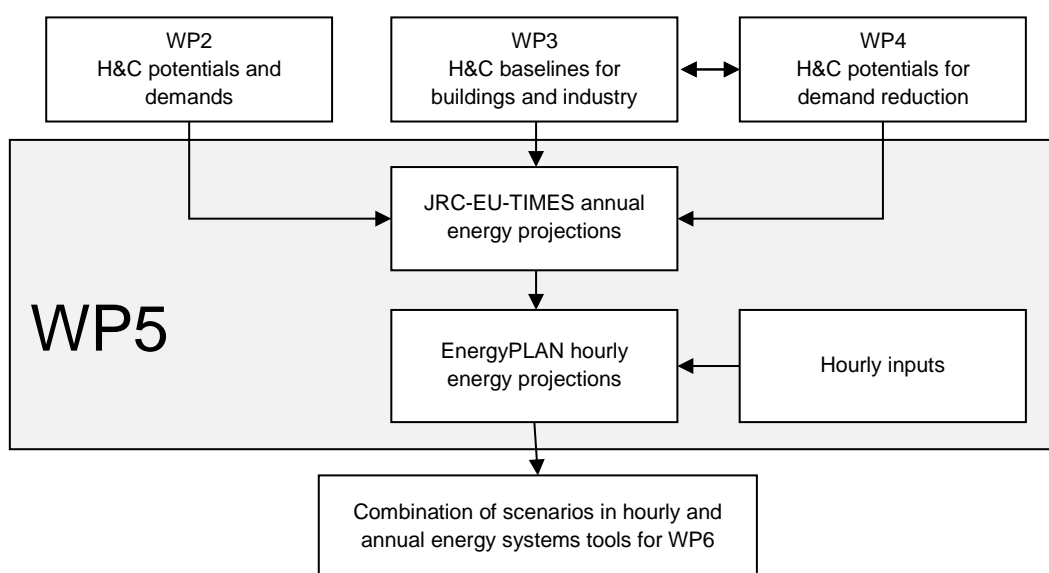 WP2
H&C potentials and
demands
WP3
H&C baselines for
buildings and industry
WP4
H&C potentials for
demand reduction
JRC-EU-TIMES annual
energy projections
WP5
EnergyPLAN hourly
energy projections
Hourly inputs
Combination of scenarios in hourly and
annual energy systems tools for WP6